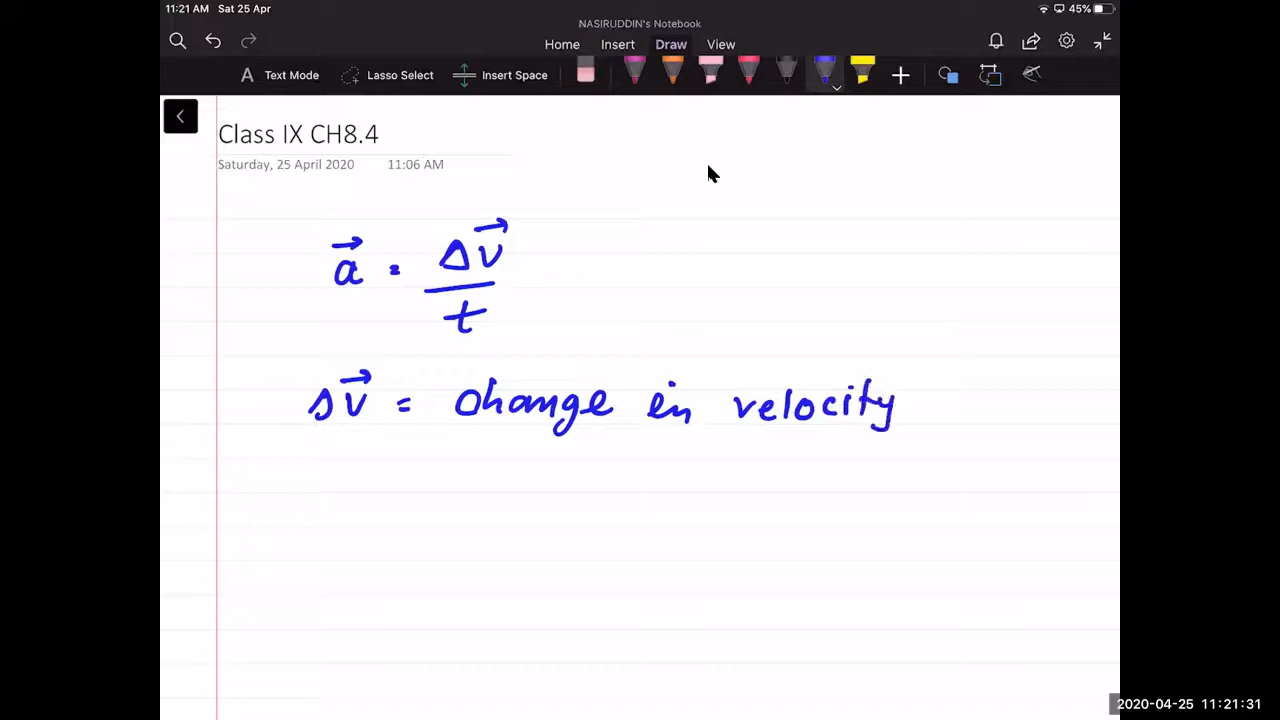 11:21 AM Sat 25 Apr 45%
NASIRUDDIN's Notebook
Home Insert Draw View
Text Mode Lasso Select Insert Space
Class IX CH8.4
Saturday, 25 April 2020 11:06 AM
a⃗ = Δv⃗ / t
Δv⃗ = change in velocity
2020-04-25 11:21:31